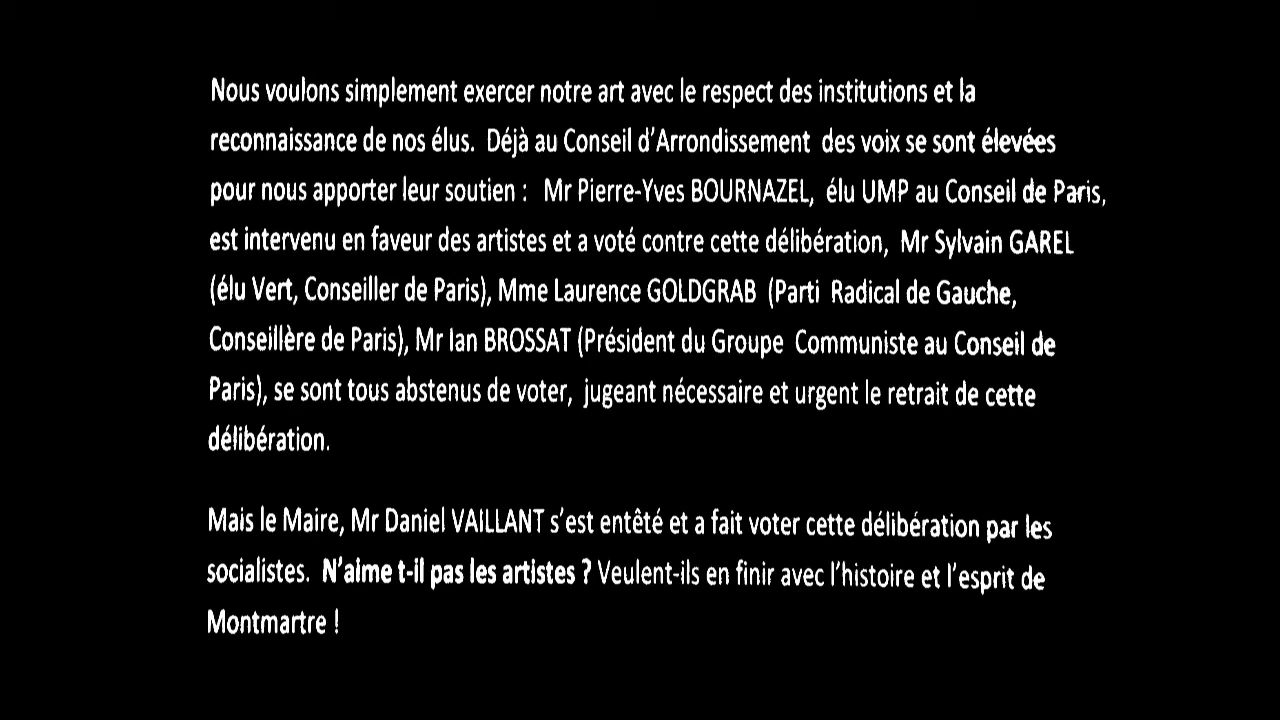 Nous voulons simplement exercer notre art avec le respect des institutions et la
reconnaissance de nos élus. Déjà au Conseil d'Arrondissement des voix se sont élevées
pour nous apporter leur soutien : Mr Pierre-Yves BOURNAZEL, élu UMP au Conseil de Paris,
est intervenu en faveur des artistes et a voté contre cette délibération, Mr Sylvain GAREL
(élu Vert, Conseiller de Paris), Mme Laurence GOLDGRAB (Parti Radical de Gauche,
Conseillère de Paris), Mr Ian BROSSAT (Président du Groupe Communiste au Conseil de
Paris), se sont tous abstenus de voter, jugeant nécessaire et urgent le retrait de cette
délibération.
Mais le Maire, Mr Daniel VAILLANT s'est entêté et a fait voter cette délibération par les
socialistes. N'aime t-il pas les artistes ? Veulent-ils en finir avec l'histoire et l'esprit de
Montmartre !